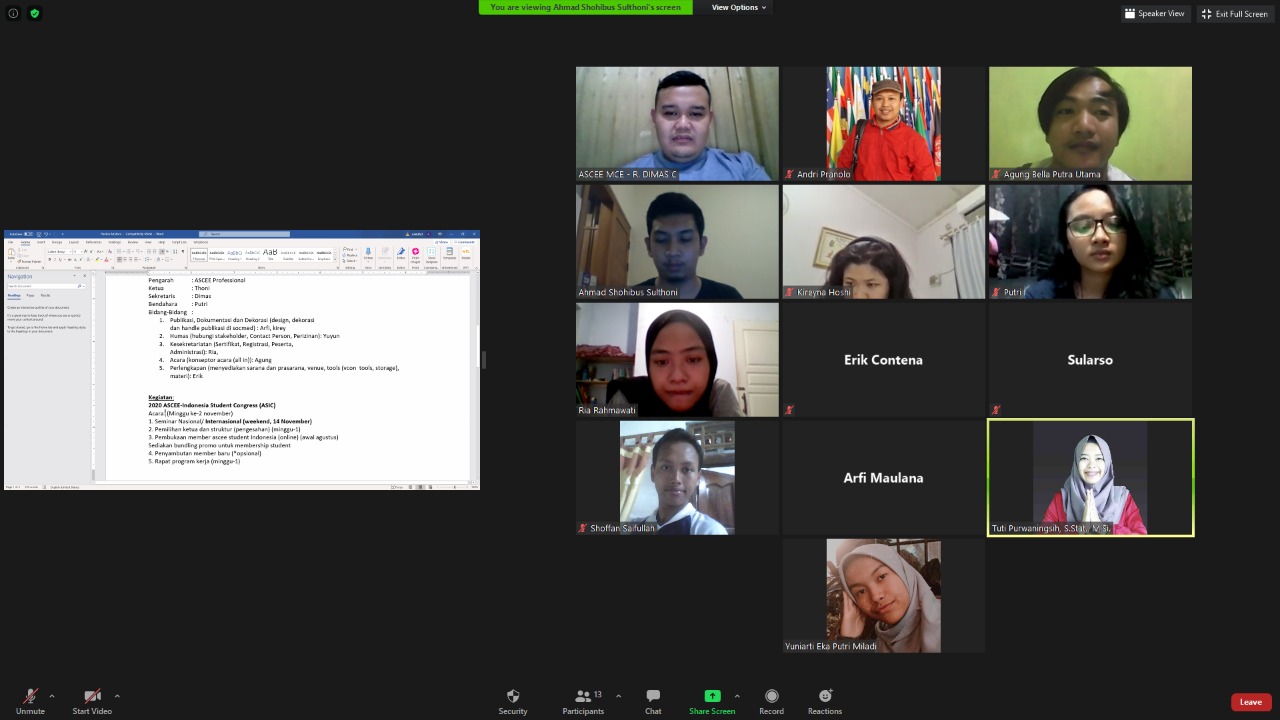 You are viewing Ahmad Shohibus Sulthoni's screen
View Options
Speaker View
Exit Full Screen
Navigation
Pengarah : ASCEE Professional
Ketua : Thoni
Sekretaris : Dimas
Bendahara : Putri
Bidang-Bidang :
1. Publikasi, Dokumentasi dan Dekorasi (design, dekorasi
dan handle publikasi di socmed) : Arfi, kirey
2. Humas (hubungi stakeholder, Contact Person, Perizinan): Yuyun
3. Kesekretariatan (Sertifikat, Registrasi, Peserta,
Administrasi): Ria,
4. Acara (konseptor acara (all in)): Agung
5. Perlengkapan (menyediakan sarana dan prasarana, venue, tools (vcon tools, storage),
materi): Erik
Kegiatan:
2020 ASCEE-Indonesia Student Congress (ASIC)
Acara (Minggu ke-2 november)
1. Seminar Nasional/ Internasional (weekend, 14 November)
2. Pemilihan ketua dan struktur (pengesahan) (minggu-1)
3. Pembukaan member ascee student Indonesia (online) (awal agustus)
Sediakan bundling promo untuk membership student
4. Penyambutan member baru (*opsional)
5. Rapat program kerja (minggu-1)
ASCEE MCE - R. DIMAS C
Andri Pranolo
Agung Bella Putra Utama
Ahmad Shohibus Sulthoni
Kireyna Hoshi
Putri I
Ria Rahmawati
Erik Contena
Sularso
Shoffan Saifullah
Arfi Maulana
Tuti Purwaningsih, S.Stat., M.Si.
Yuniarti Eka Putri Miladi
Unmute
Start Video
Security
Participants
13
Chat
Share Screen
Record
Reactions
Leave